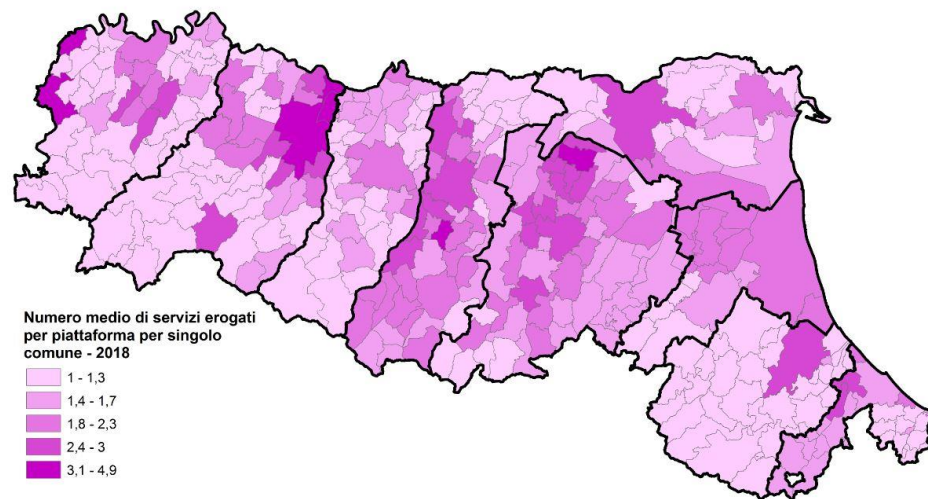 Numero medio di servizi erogati
per piattaforma per singolo
comune - 2018
1 - 1,3
1,4 - 1,7
1,8 - 2,3
2,4 - 3
3,1 - 4,9